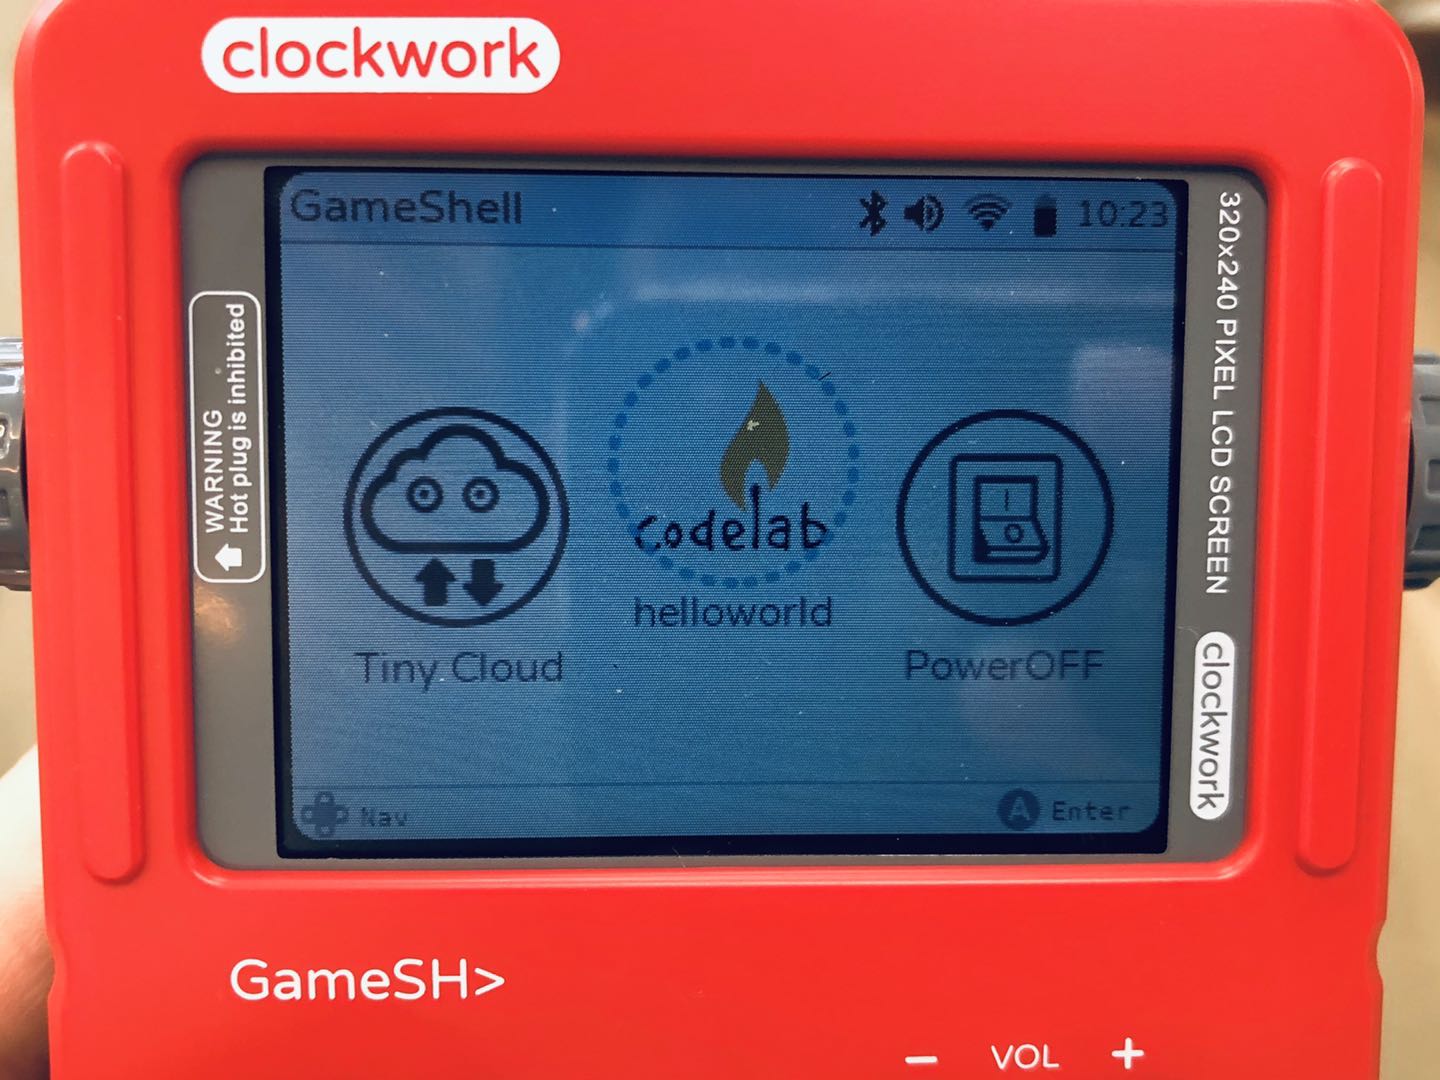 clockwork
GameShell
10:23
WARNING
Hot plug is inhibited
320x240 PIXEL LCD SCREEN
clockwork
codelab
helloworld
Tiny Cloud
PowerOFF
Nav
A Enter
GameSH>
− VOL +